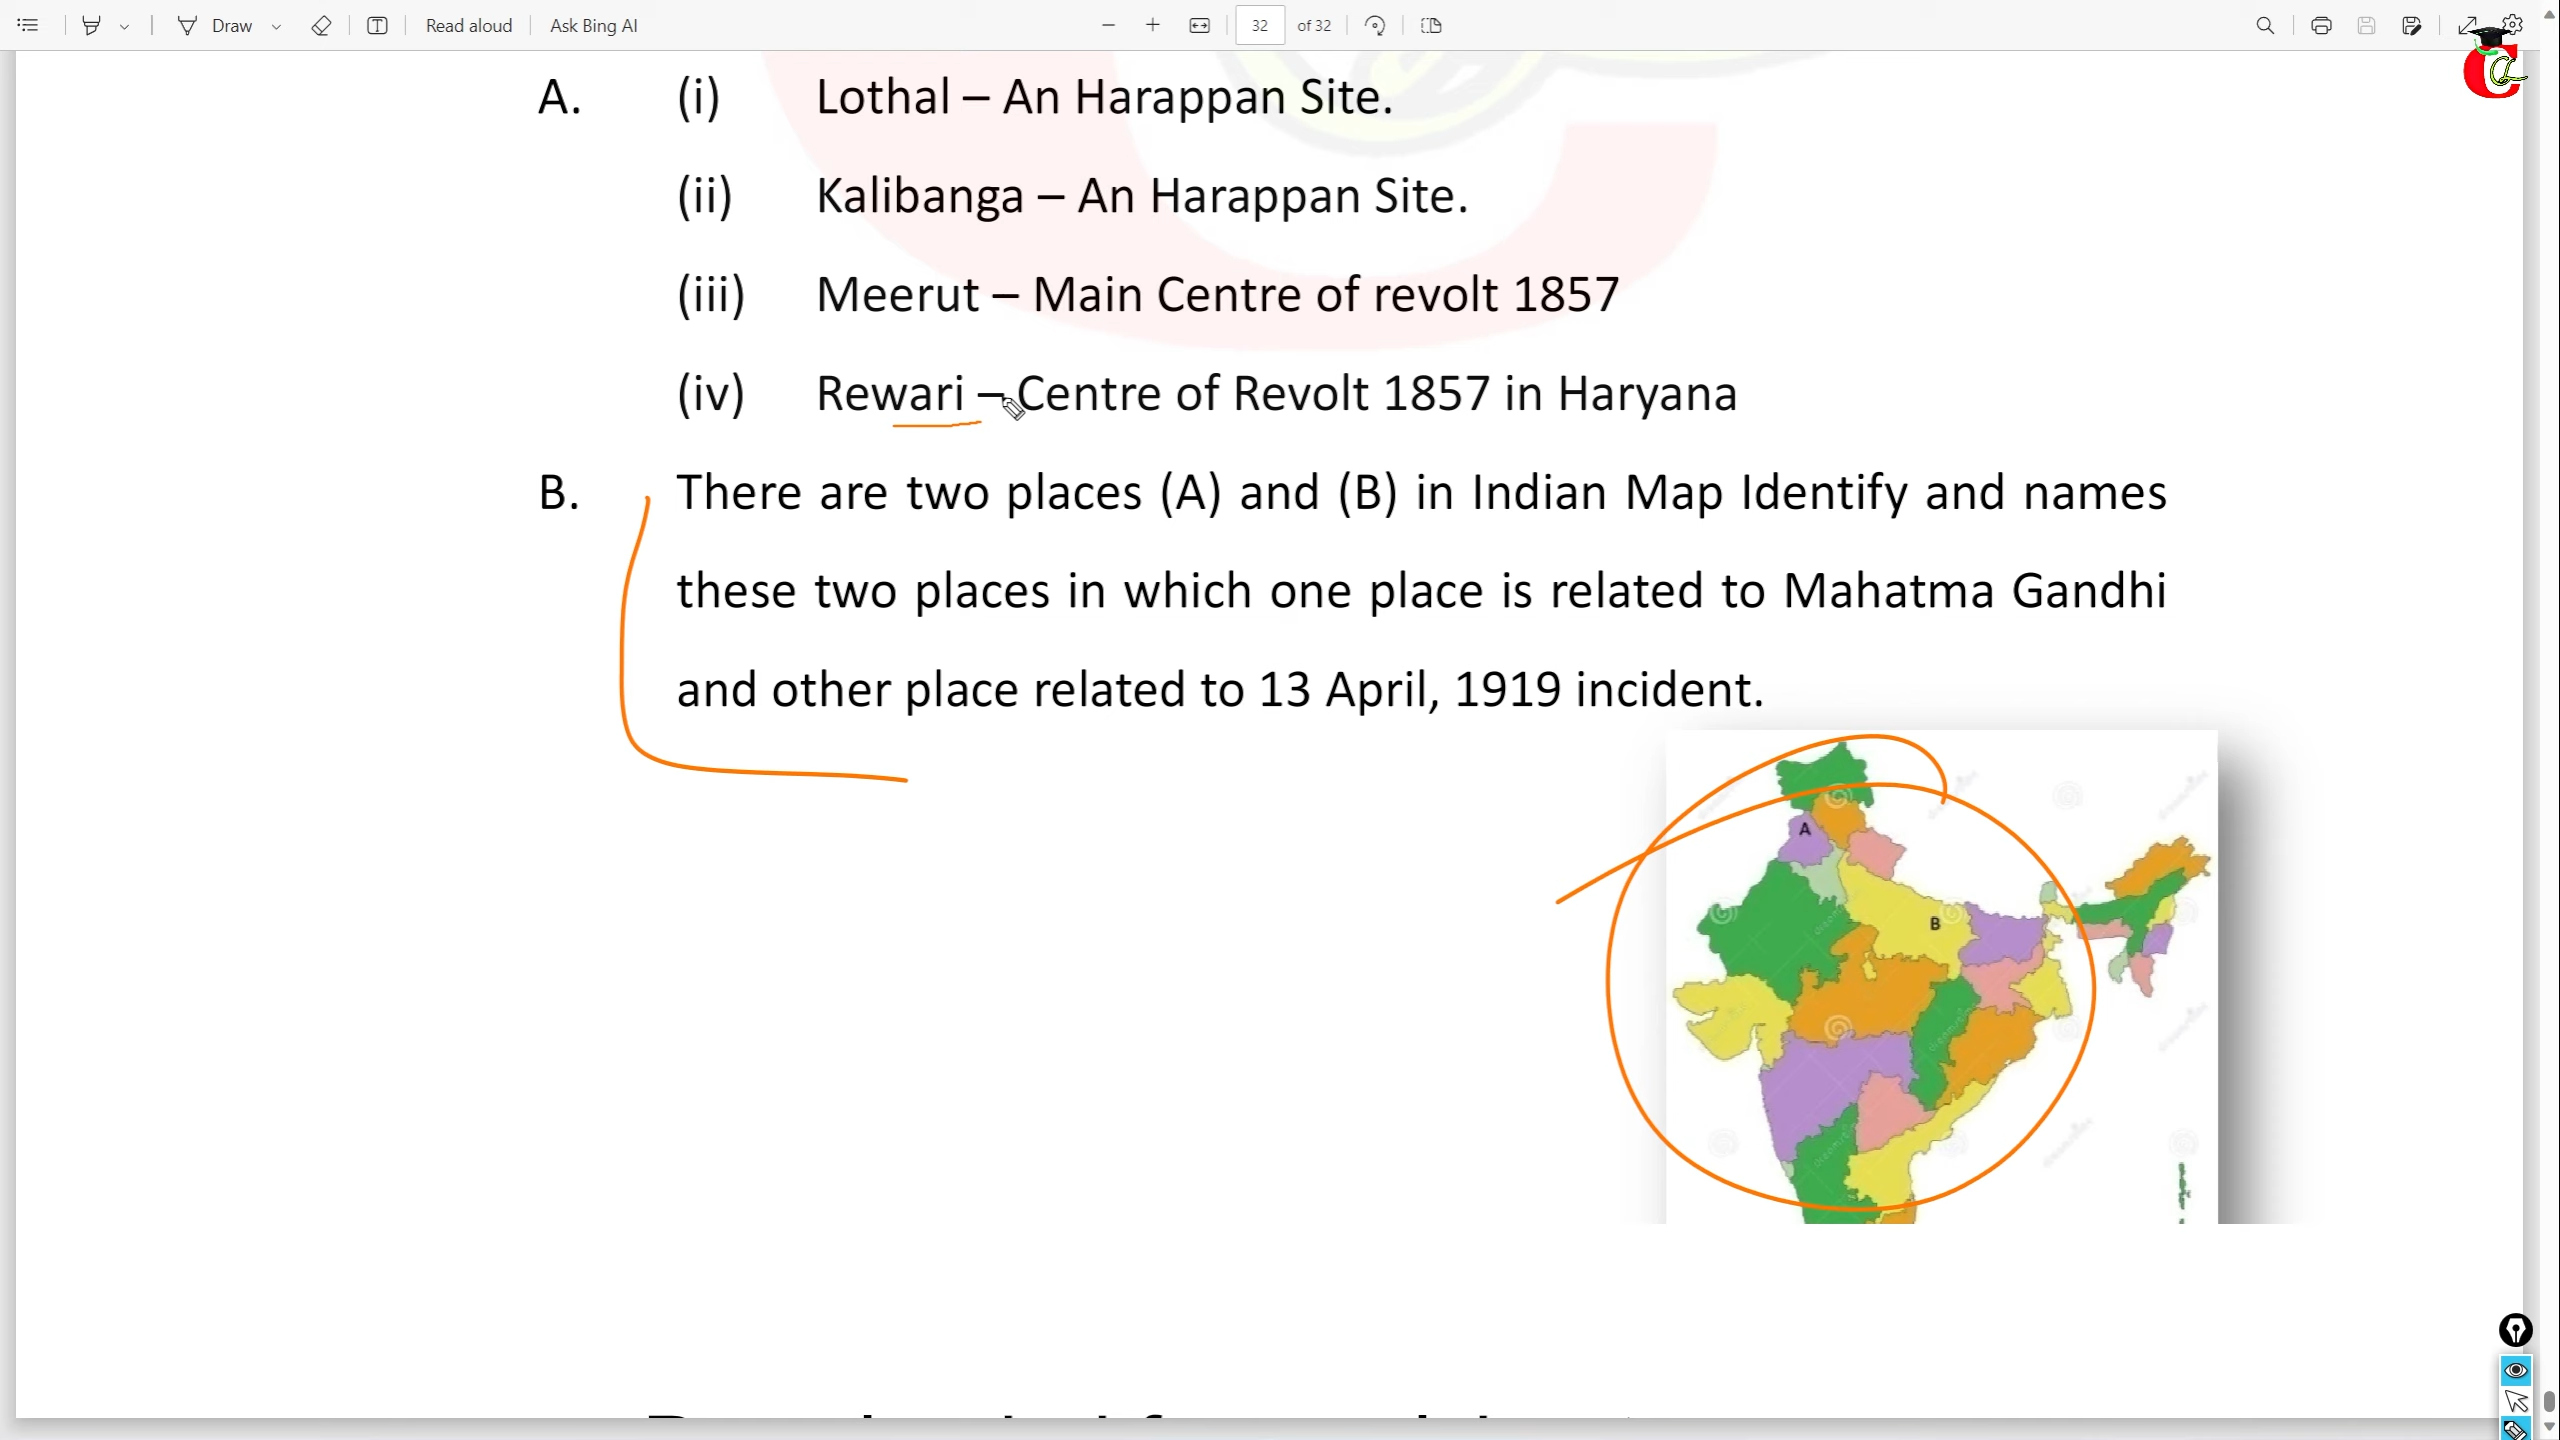 Draw Read aloud Ask Bing AI 32 of 32
A. (i) Lothal – An Harappan Site.
(ii) Kalibanga – An Harappan Site.
(iii) Meerut – Main Centre of revolt 1857
(iv) Rewari – Centre of Revolt 1857 in Haryana
B. There are two places (A) and (B) in Indian Map Identify and names
these two places in which one place is related to Mahatma Gandhi
and other place related to 13 April, 1919 incident.
A
B